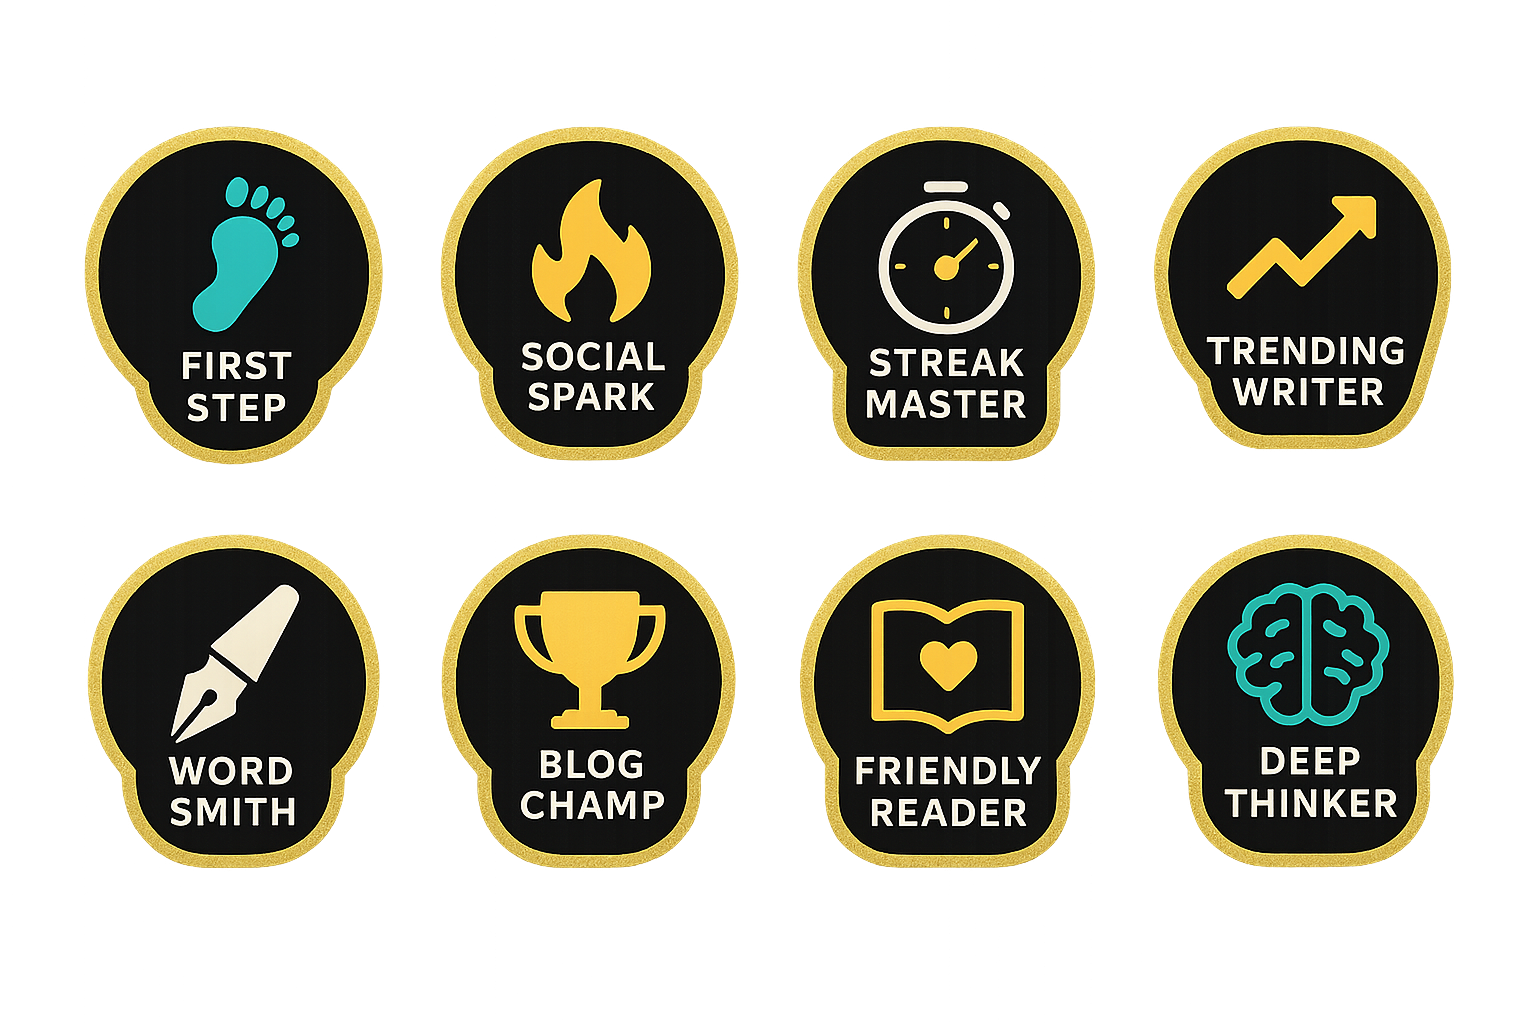 FIRST
STEP
SOCIAL
SPARK
STREAK
MASTER
TRENDING
WRITER
WORD
SMITH
BLOG
CHAMP
FRIENDLY
READER
DEEP
THINKER